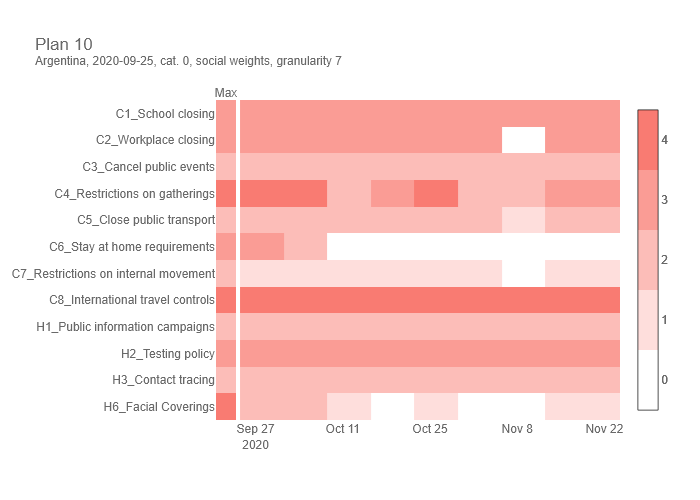 Plan 10
Argentina, 2020-09-25, cat. 0, social weights, granularity 7
Max
C1_School closing
C2_Workplace closing
C3_Cancel public events
C4_Restrictions on gatherings
C5_Close public transport
C6_Stay at home requirements
C7_Restrictions on internal movement
C8_International travel controls
H1_Public information campaigns
H2_Testing policy
H3_Contact tracing
H6_Facial Coverings
Sep 27 Oct 11 Oct 25 Nov 8 Nov 22
2020
4
3
2
1
0